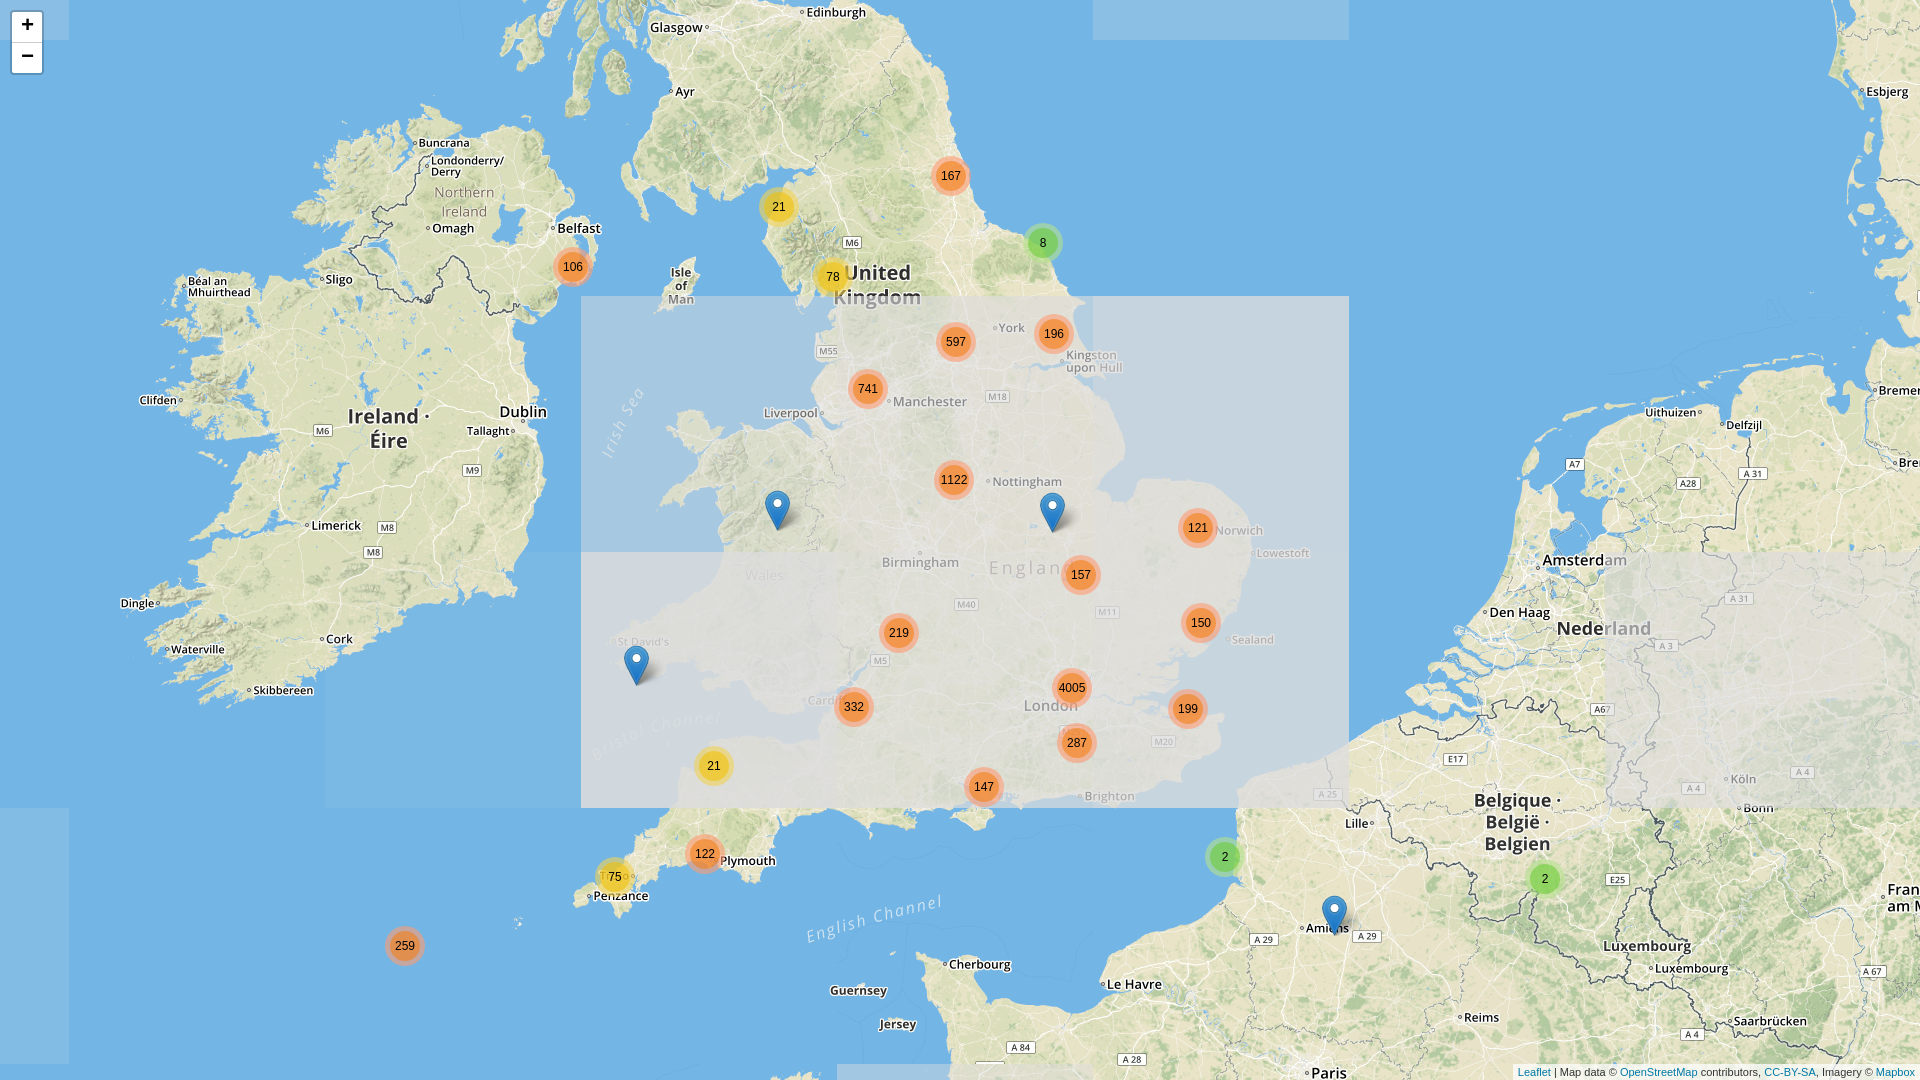 +
−
Edinburgh
Glasgow
Ayr
Esbjerg
Buncrana
Londonderry/
Derry
Northern
Ireland
Omagh
Belfast
167
21
8
106
78
M6
United
Kingdom
Isle
of
Man
Sligo
Béal an
Mhuirthead
York
597
196
M55
Kingston
upon Hull
741
Manchester
M18
Liverpool
Clifden
Ireland ·
Éire
Dublin
Tallaght
M6
M9
Irish Sea
Uithuizen
Delfzijl
A7
A 31
A28
1122
Nottingham
Limerick
M8
M8
121
Norwich
Lowestoft
Birmingham
England
157
Wales
M40
M11
Amsterdam
Den Haag
A 31
Nederland
A 3
Dingle
Cork
Waterville
Skibbereen
219
150
Sealand
St David's
M5
Cardiff
332
4005
London
199
287
M20
Bristol Channel
21
147
Brighton
A 25
A67
E17
Köln
A 4
A 4
Bonn
Belgique ·
België ·
Belgien
Lille
122
Plymouth
75
Penzance
2
2
E25
259
English Channel
Amiens
A 29
A 29
Luxembourg
Luxembourg
A 67
Cherbourg
Le Havre
Guernsey
Jersey
Reims
Saarbrücken
A 4
A 84
A 28
Paris
Leaflet | Map data © OpenStreetMap contributors, CC-BY-SA, Imagery © Mapbox